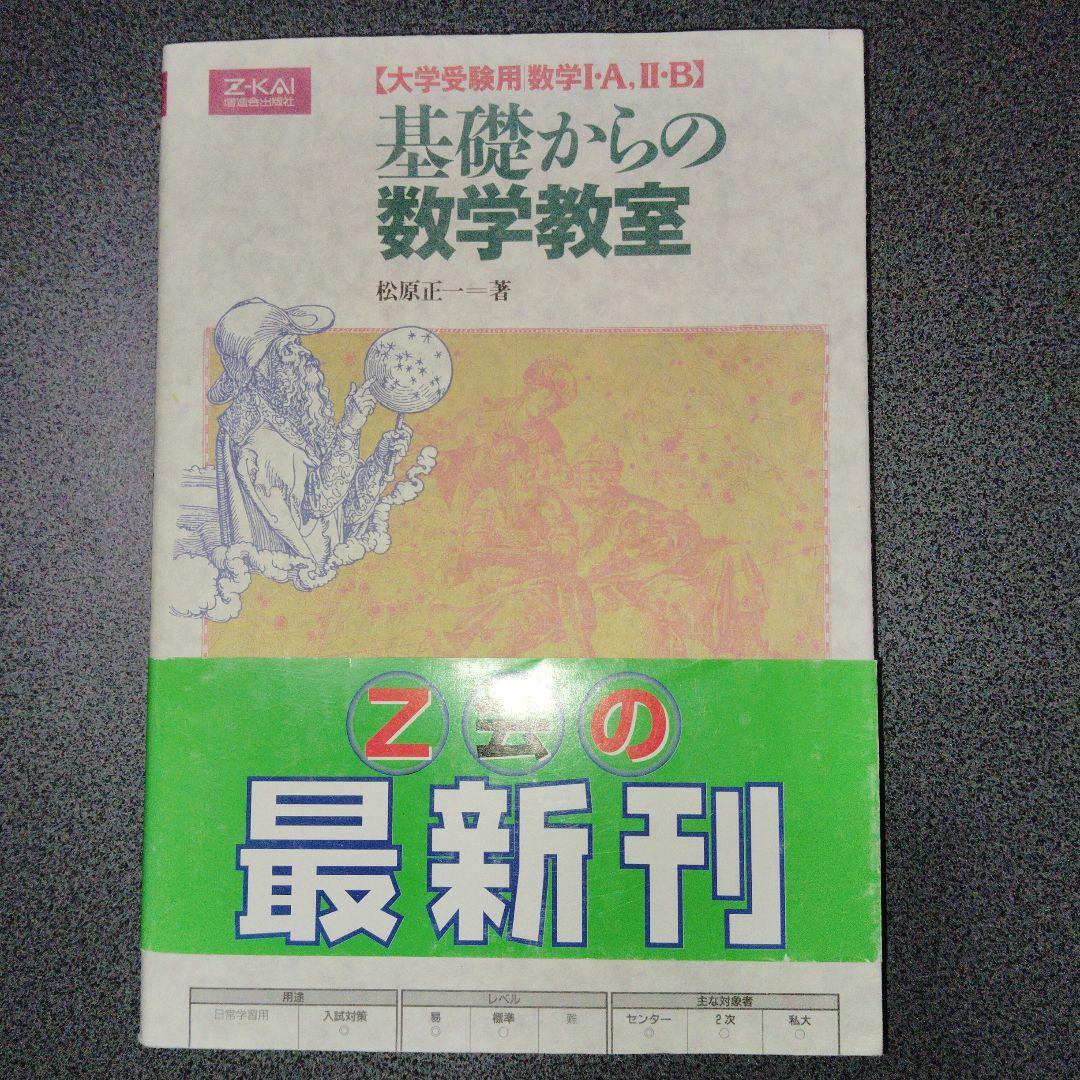 Z-KAI
増進会出版社
【大学受験用 数学I・A, II・B】
基礎からの
数学教室
松原正一＝著
Z会の
最新刊
用途
レベル
主な対象者
日常学習用
入試対策
易
標準
難
センター
2次
私大
◎
◎
○
◎
○
○